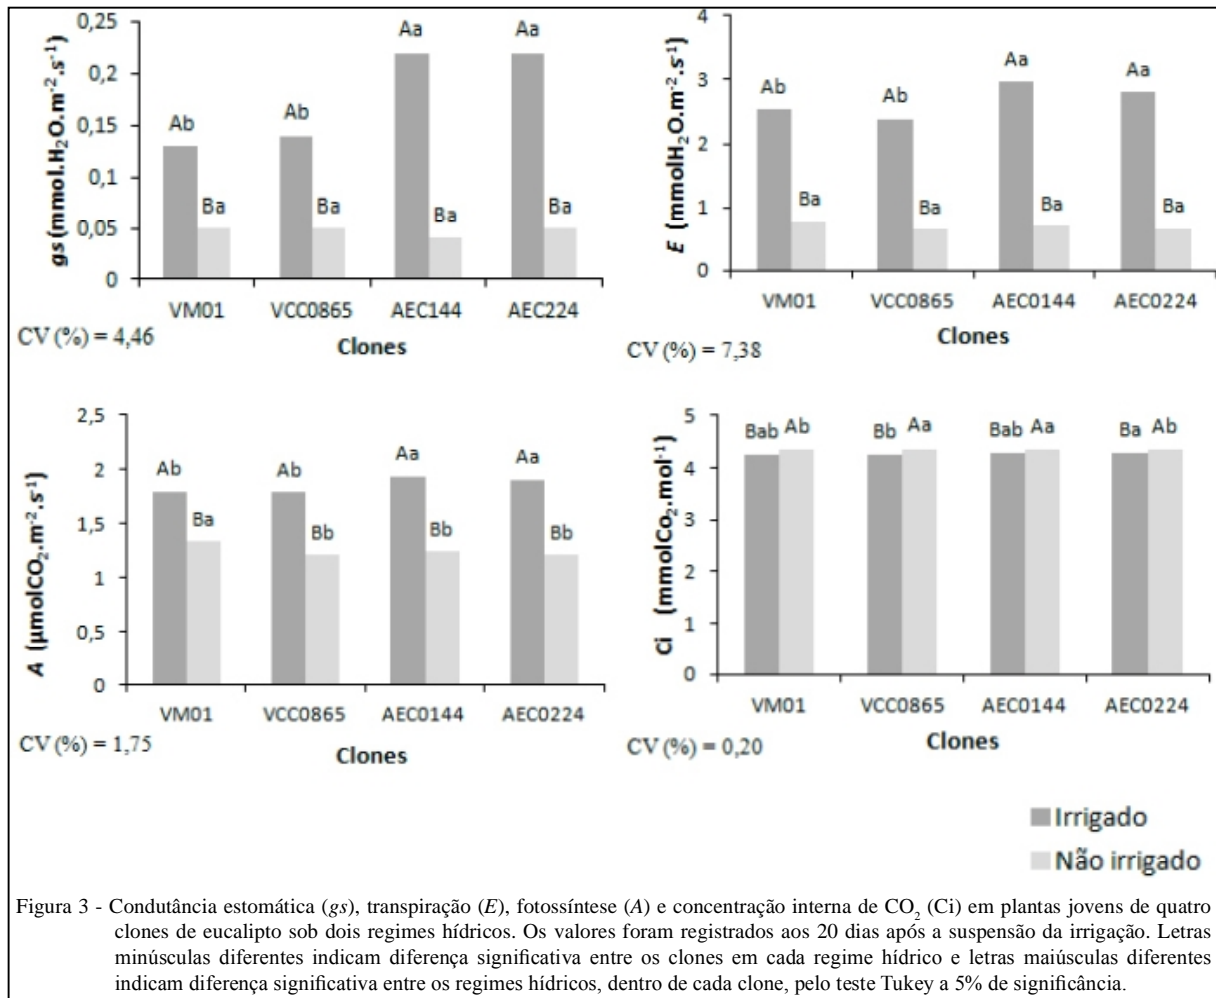 0,25
0,2
0,15
0,1
0,05
0
gs (mmol.H₂O.m⁻².s⁻¹)
Ab
Ba
Ab
Ba
Aa
Ba
Aa
Ba
VM01 VCC0865 AEC144 AEC224
CV (%) = 4,46
Clones
4
3
2
1
0
E (mmolH₂O.m⁻².s⁻¹)
Ab
Ba
Ab
Ba
Aa
Ba
Aa
Ba
VM01 VCC0865 AEC0144 AEC0224
CV (%) = 7,38
Clones
2,5
2
1,5
1
0,5
0
A (µmolCO₂.m⁻².s⁻¹)
Ab
Ba
Ab
Bb
Aa
Bb
Aa
Bb
VM01 VCC0865 AEC0144 AEC0224
CV (%) = 1,75
Clones
5
4
3
2
1
0
Ci (mmolCo₂.mol⁻¹)
Bab Ab Bb Aa Bab Aa Ba Ab
VM01 VCC0865 AEC0144 AEC0224
CV (%) = 0,20
Clones
Irrigado
Não irrigado
Figura 3 - Condutância estomática (gs), transpiração (E), fotossíntese (A) e concentração interna de CO₂ (Ci) em plantas jovens de quatro
clones de eucalipto sob dois regimes hídricos. Os valores foram registrados aos 20 dias após a suspensão da irrigação. Letras
minúsculas diferentes indicam diferença significativa entre os clones em cada regime hídrico e letras maiúsculas diferentes
indicam diferença significativa entre os regimes hídricos, dentro de cada clone, pelo teste Tukey a 5% de significância.